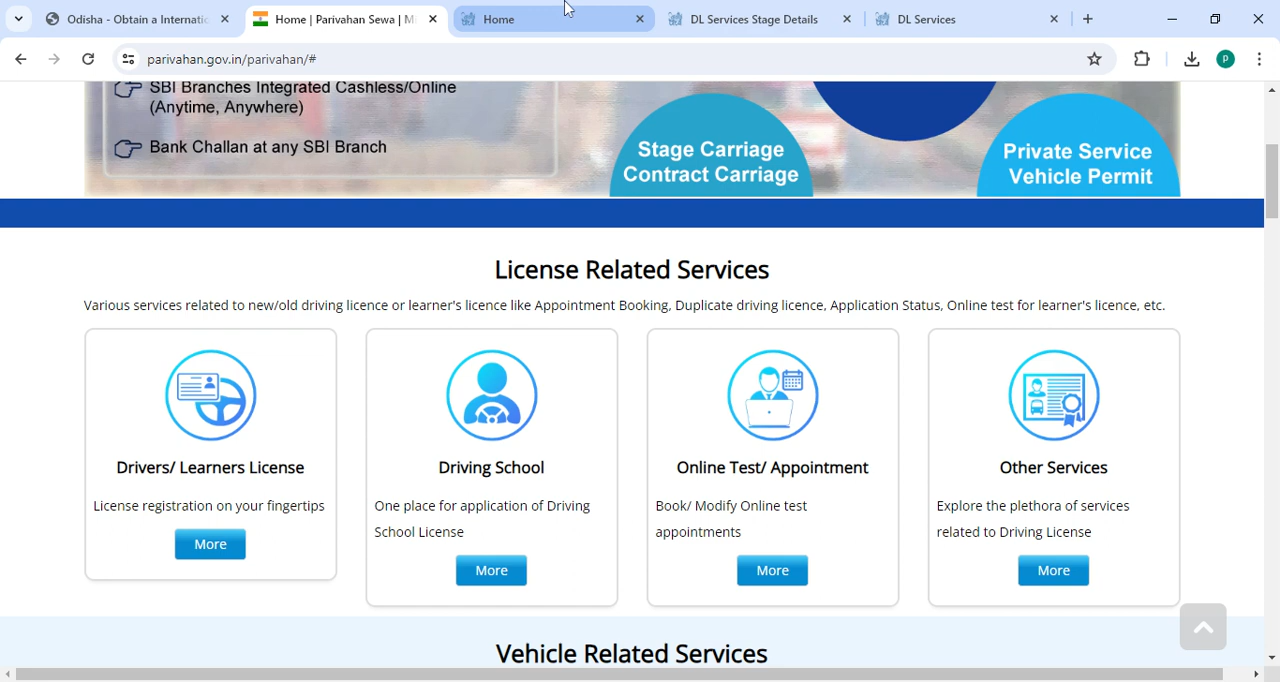 Odisha - Obtain a Internatic
Home | Parivahan Sewa | M
Home
DL Services Stage Details
DL Services
parivahan.gov.in/parivahan/#
P
SBI Branches Integrated Cashless/Online
(Anytime, Anywhere)
Bank Challan at any SBI Branch
Stage Carriage
Contract Carriage
Private Service
Vehicle Permit
License Related Services
Various services related to new/old driving licence or learner's licence like Appointment Booking, Duplicate driving licence, Application Status, Online test for learner's licence, etc.
Drivers/ Learners License
License registration on your fingertips
More
Driving School
One place for application of Driving
School License
More
Online Test/ Appointment
Book/ Modify Online test
appointments
More
Other Services
Explore the plethora of services
related to Driving License
More
Vehicle Related Services